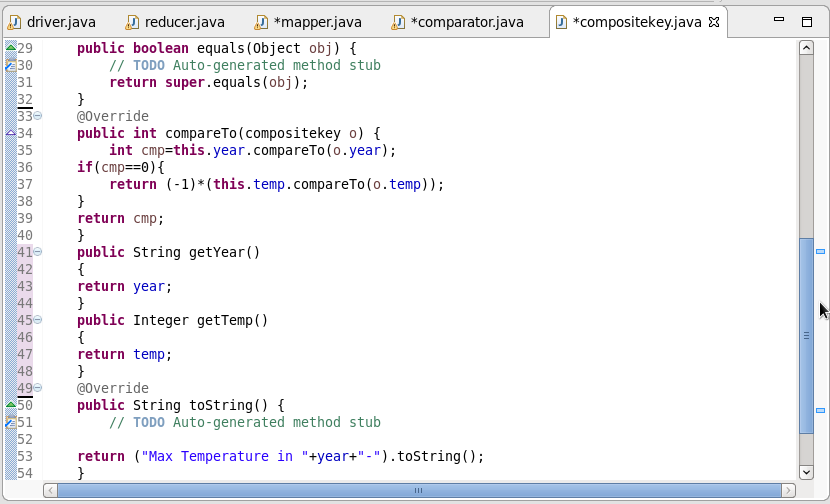 driver.java reducer.java *mapper.java *comparator.java *compositekey.java
29 public boolean equals(Object obj) {
30 // TODO Auto-generated method stub
31 return super.equals(obj);
32 }
33 @Override
34 public int compareTo(compositekey o) {
35 int cmp=this.year.compareTo(o.year);
36 if(cmp==0){
37 return (-1)*(this.temp.compareTo(o.temp));
38 }
39 return cmp;
40 }
41 public String getYear()
42 {
43 return year;
44 }
45 public Integer getTemp()
46 {
47 return temp;
48 }
49 @Override
50 public String toString() {
51 // TODO Auto-generated method stub
52
53 return ("Max Temperature in "+year+"-").toString();
54 }